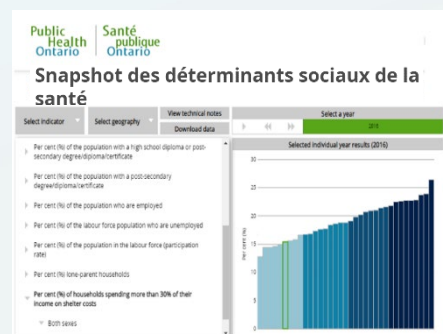 Public Health Ontario
Santé publique Ontario
Snapshot des déterminants sociaux de la
santé
Select indicator
Select geography
View technical notes
Download data
Select a year
2016
Per cent (%) of the population with a high school diploma or post-
secondary degree/diploma/certificate
Per cent (%) of the population with a post-secondary
degree/diploma/certificate
Per cent (%) of the population who are employed
Per cent (%) of the labour force population who are unemployed
Per cent (%) of the population in the labour force (participation
rate)
Per cent (%) lone-parent households
Per cent (%) of households spending more than 30% of their
income on shelter costs
Both sexes
Selected individual year results (2016)
Per cent (%)
30
25
20
15
10
5
0